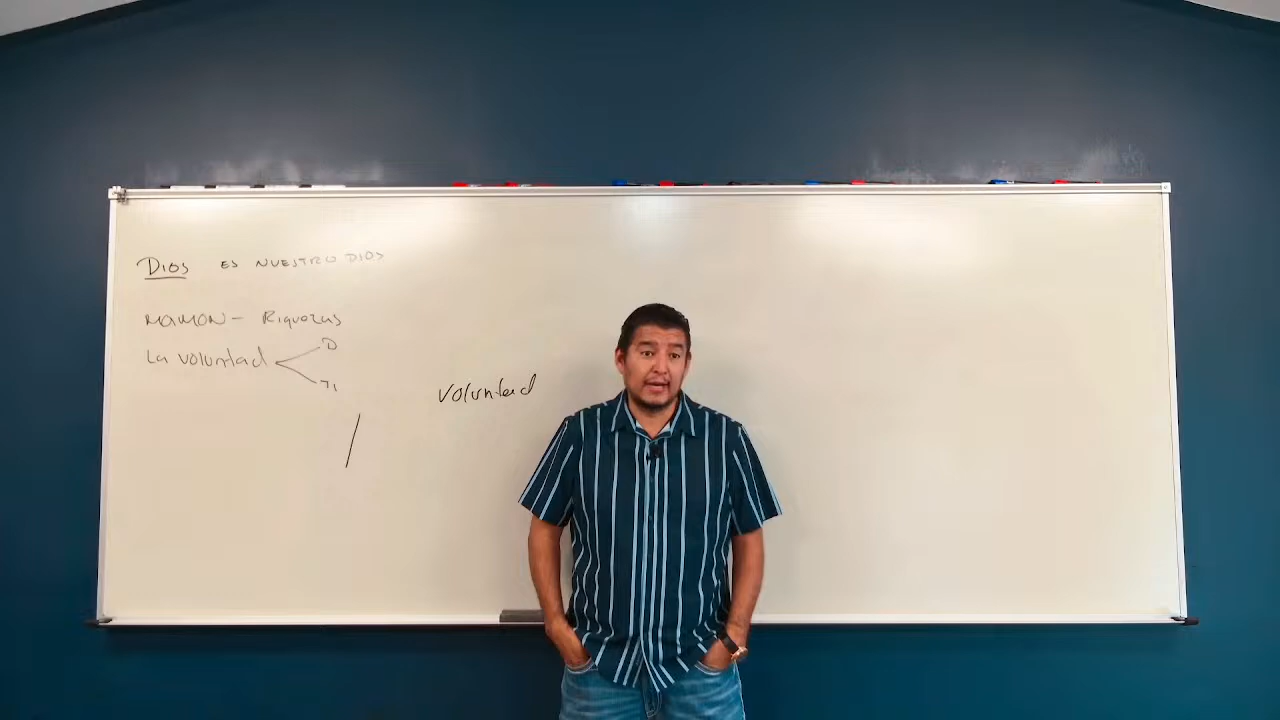 Dios ES NUESTRO DIOS
MAMON - Riquezas
La voluntad
D
voluntad